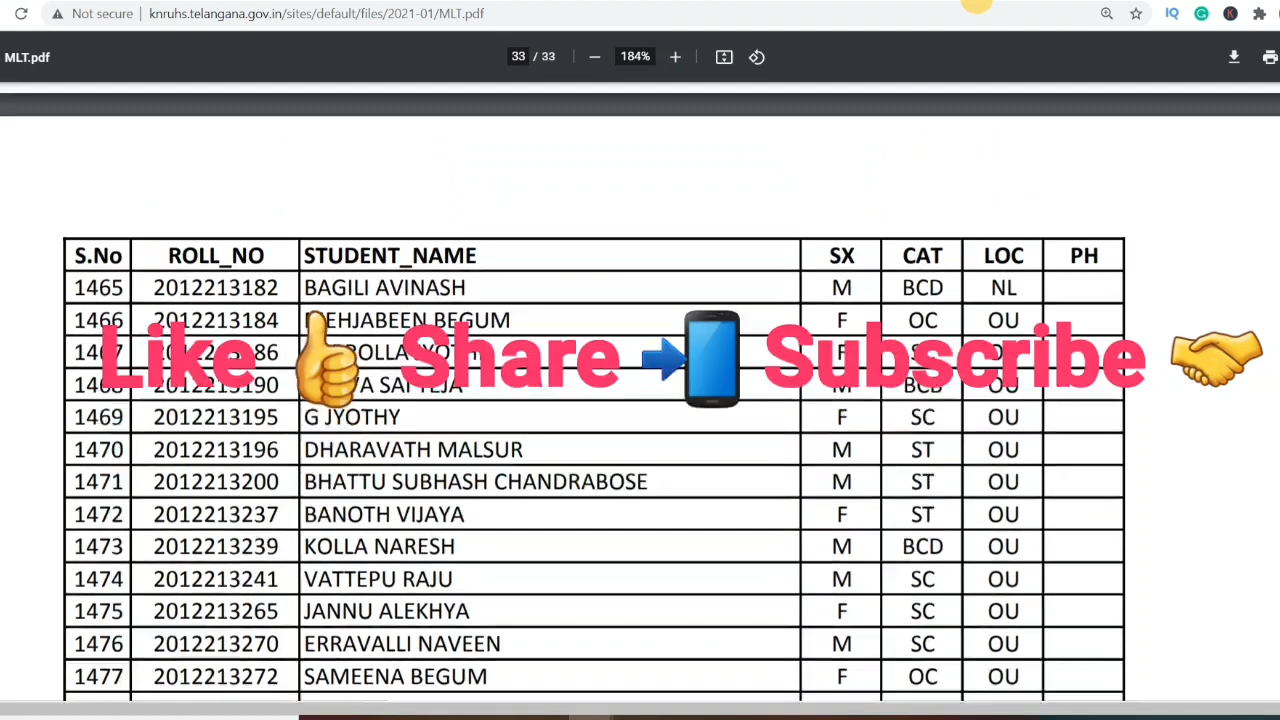 Not secure | knruhs.telangana.gov.in/sites/default/files/2021-01/MLT.pdf
MLT.pdf 33 / 33 184%
S.No ROLL_NO STUDENT_NAME SX CAT LOC PH
1465 2012213182 BAGILI AVINASH M BCD NL
1466 2012213184 MEHJABEEN BEGUM F OC OU
Like Share Subscribe
1469 2012213195 G JYOTHY F SC OU
1470 2012213196 DHARAVATH MALSUR M ST OU
1471 2012213200 BHATTU SUBHASH CHANDRABOSE M ST OU
1472 2012213237 BANOTH VIJAYA F ST OU
1473 2012213239 KOLLA NARESH M BCD OU
1474 2012213241 VATTEPU RAJU M SC OU
1475 2012213265 JANNU ALEKHYA F SC OU
1476 2012213270 ERRAVALLI NAVEEN M SC OU
1477 2012213272 SAMEENA BEGUM F OC OU